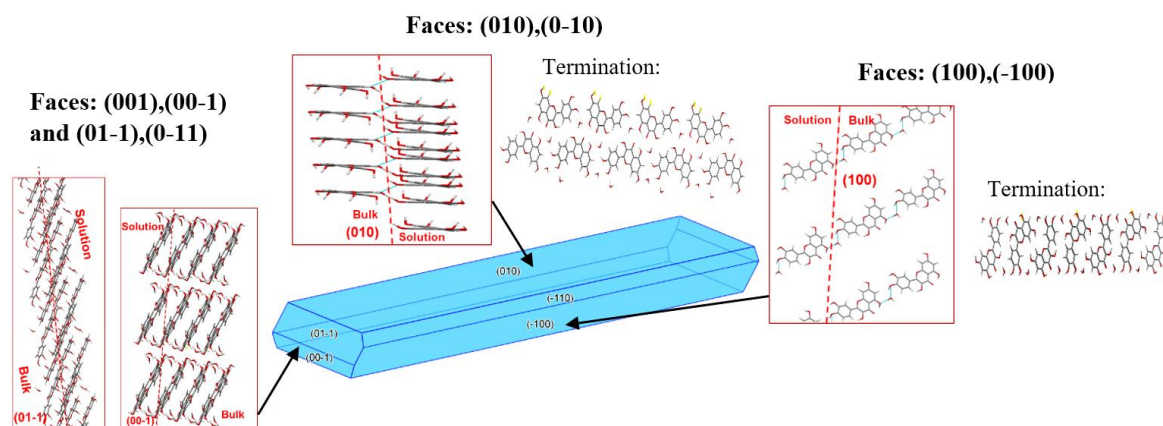 Faces: (010),(0-10)
Termination:
Faces: (100),(-100)
Faces: (001),(00-1)
and (01-1),(0-11)
Solution
Bulk
(01-1)
Solution
Bulk
(00-1)
Bulk
(010)
Solution
Solution
Bulk
(100)
Termination:
(010)
(-110)
(-100)
(01-1)
(00-1)